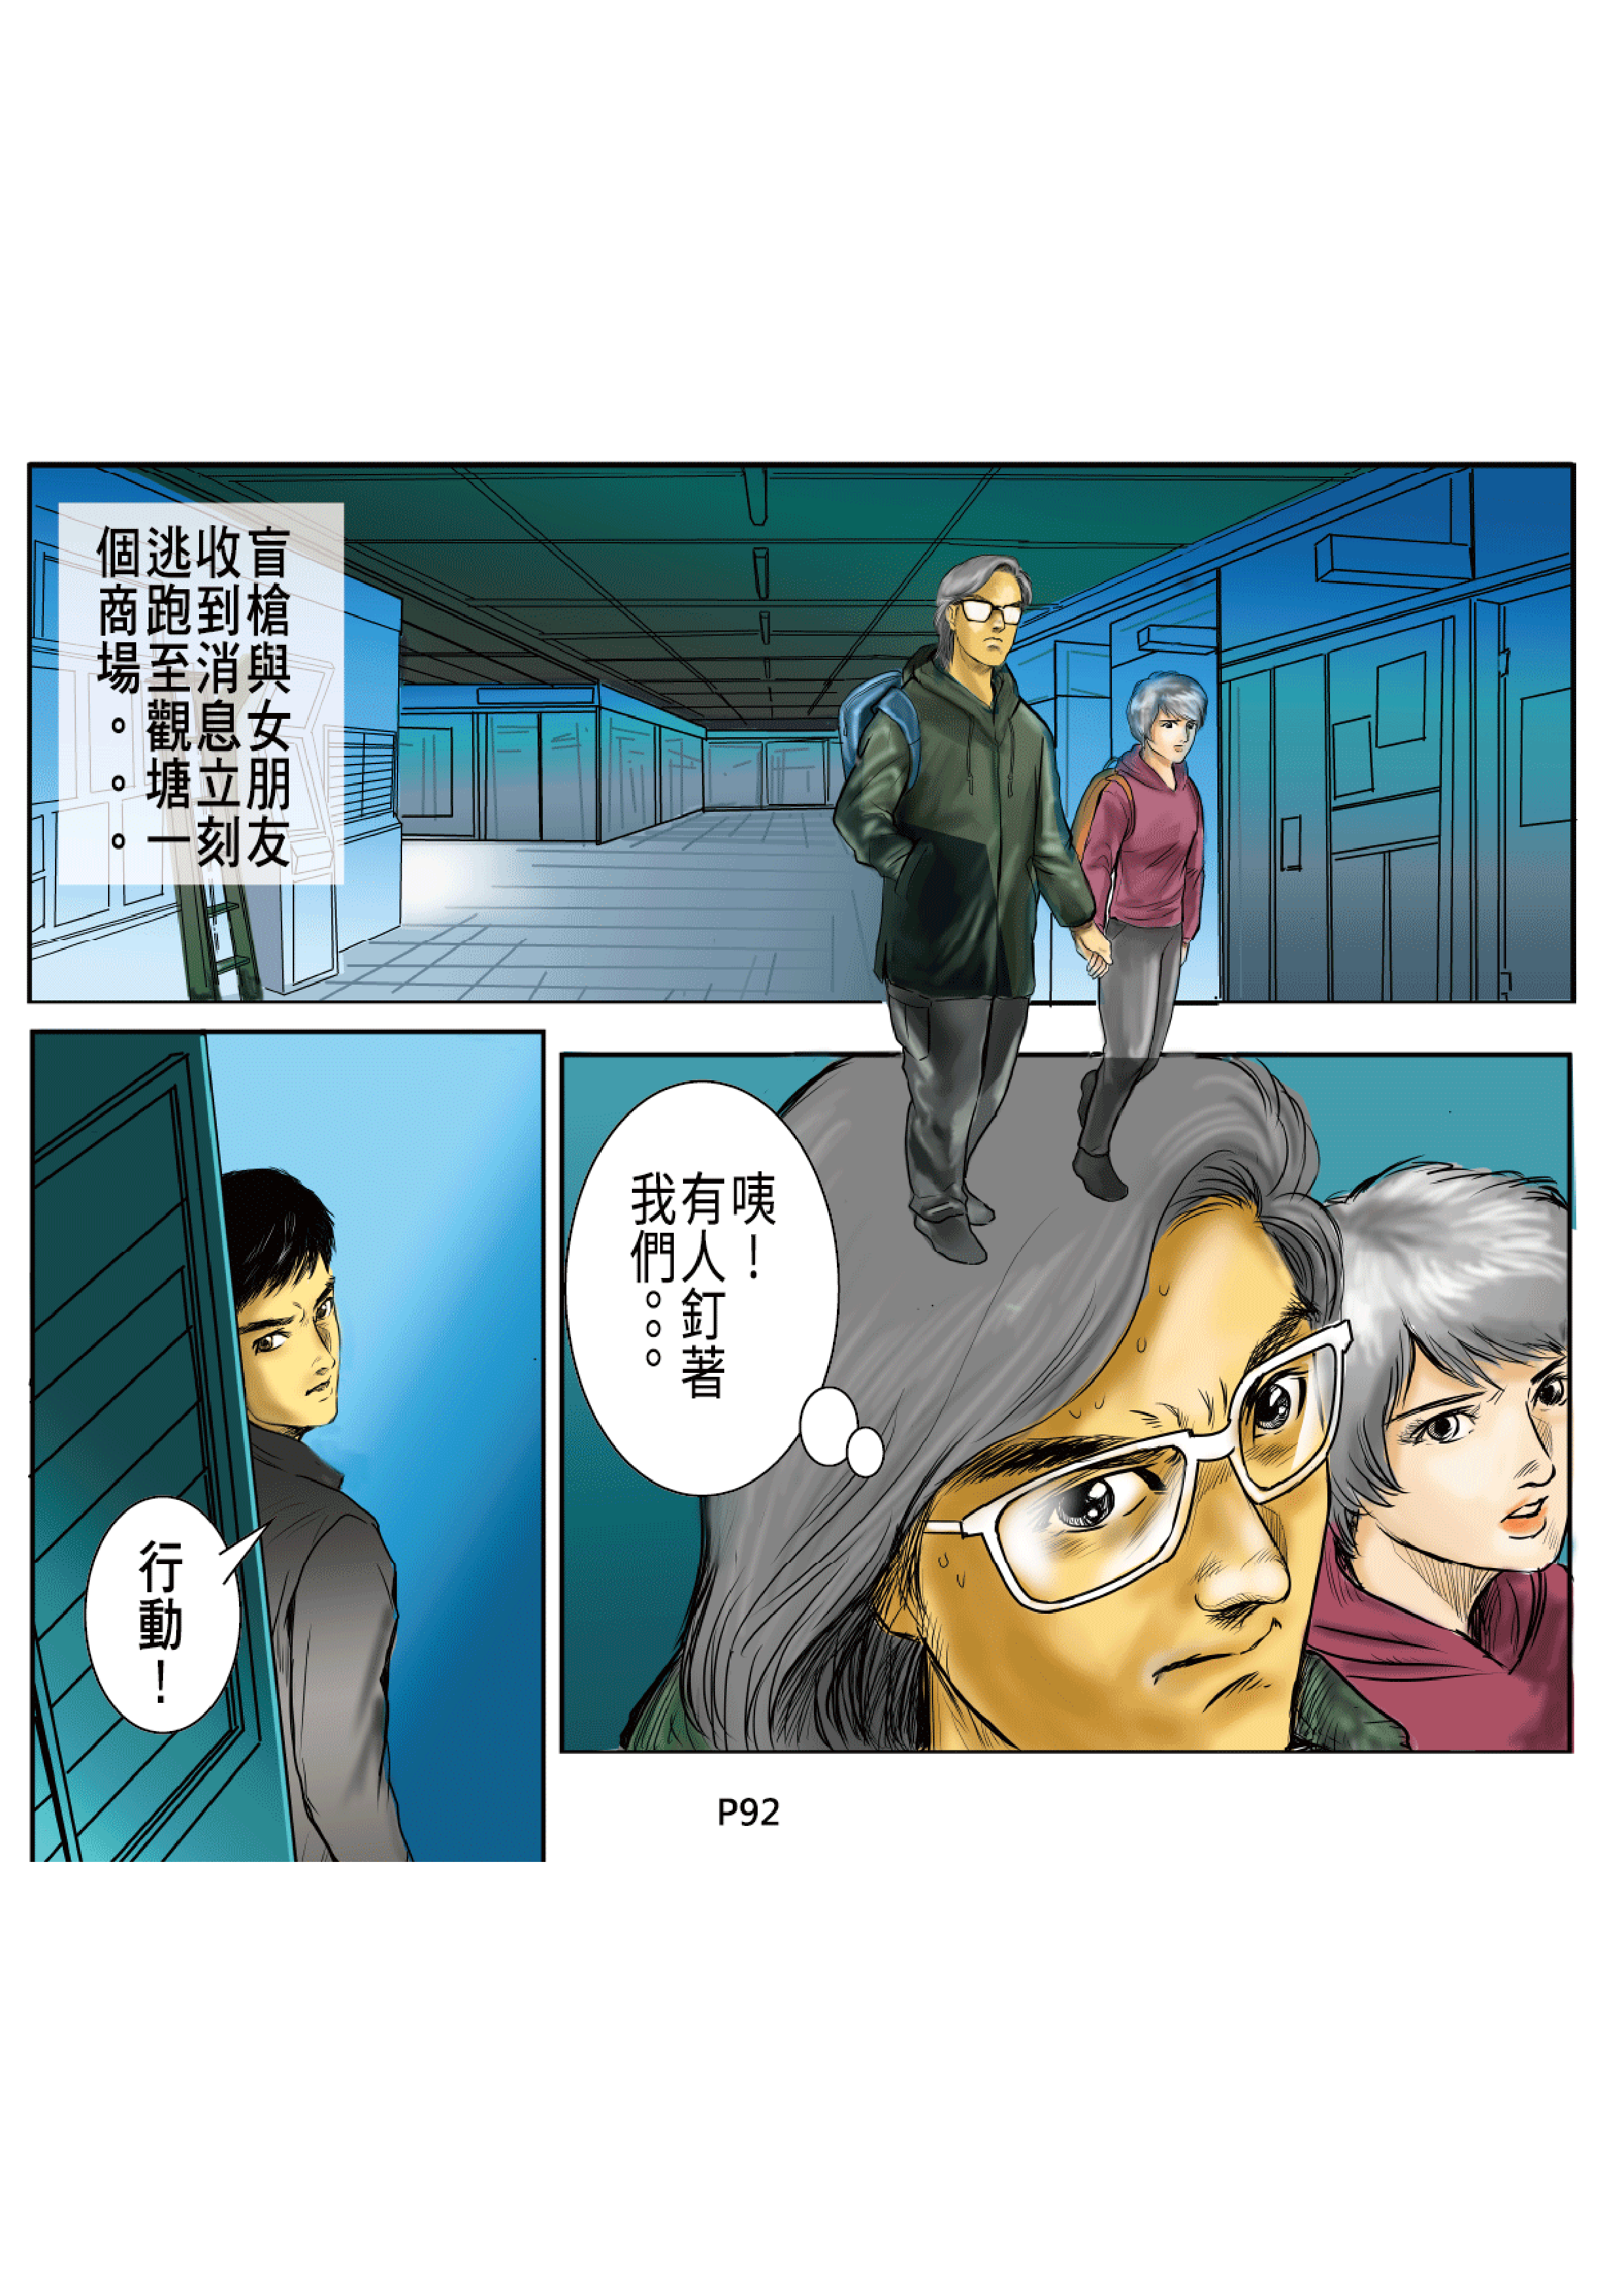 盲槍與女朋友
收到消息立刻
逃跑至觀塘一
個商場。。。
咦！
有人釘著
我們。。。
行動！
P92